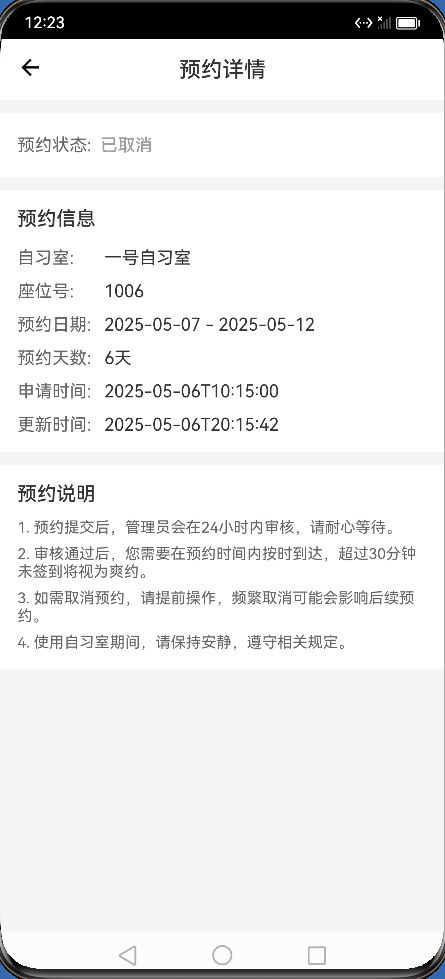 12:23
预约详情
预约状态: 已取消
预约信息
自习室: 一号自习室
座位号: 1006
预约日期: 2025-05-07 - 2025-05-12
预约天数: 6天
申请时间: 2025-05-06T10:15:00
更新时间: 2025-05-06T20:15:42
预约说明
1. 预约提交后，管理员会在24小时内审核，请耐心等待。
2. 审核通过后，您需要在预约时间内按时到达，超过30分钟
未签到将视为爽约。
3. 如需取消预约，请提前操作，频繁取消可能会影响后续预
约。
4. 使用自习室期间，请保持安静，遵守相关规定。